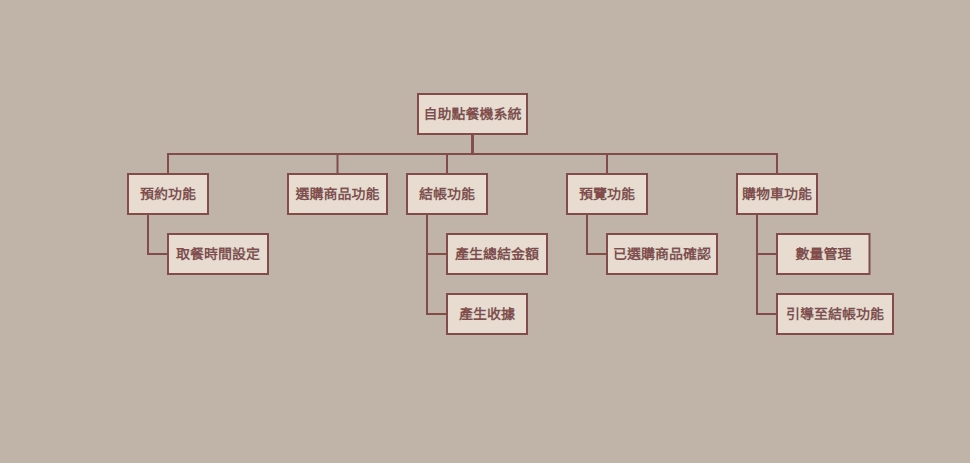 自助點餐機系統
預約功能
選購商品功能
結帳功能
預覽功能
購物車功能
取餐時間設定
產生總結金額
已選購商品確認
數量管理
產生收據
引導至結帳功能